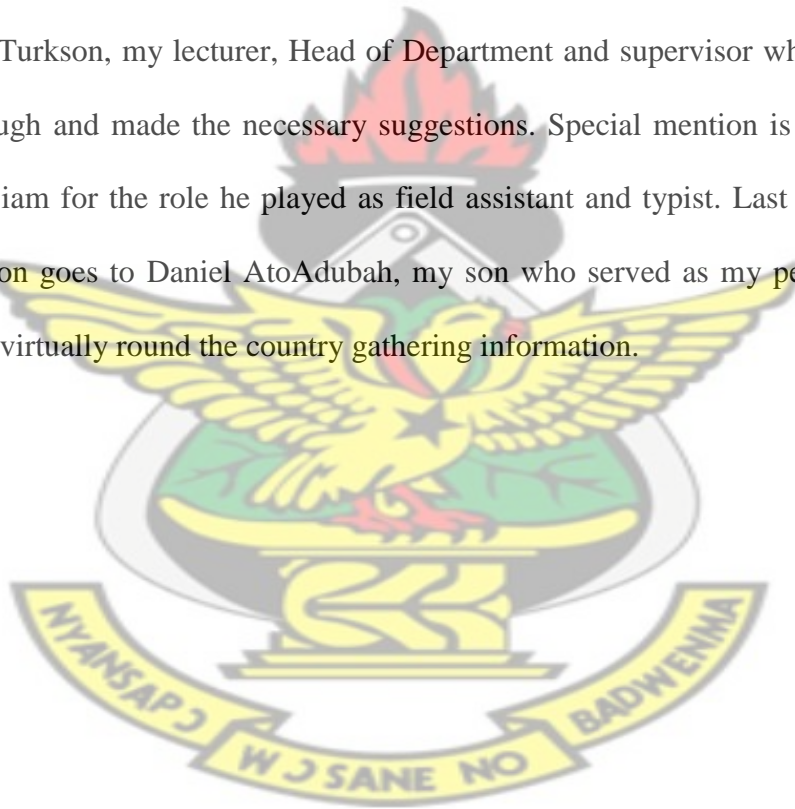 Turkson, my lecturer, Head of Department and supervisor wh
ugh and made the necessary suggestions. Special mention is
iam for the role he played as field assistant and typist. Last
on goes to Daniel AtoAdubah, my son who served as my pe
virtually round the country gathering information.
NYANSAPƆ
WƆSANE NO
BADWENMA